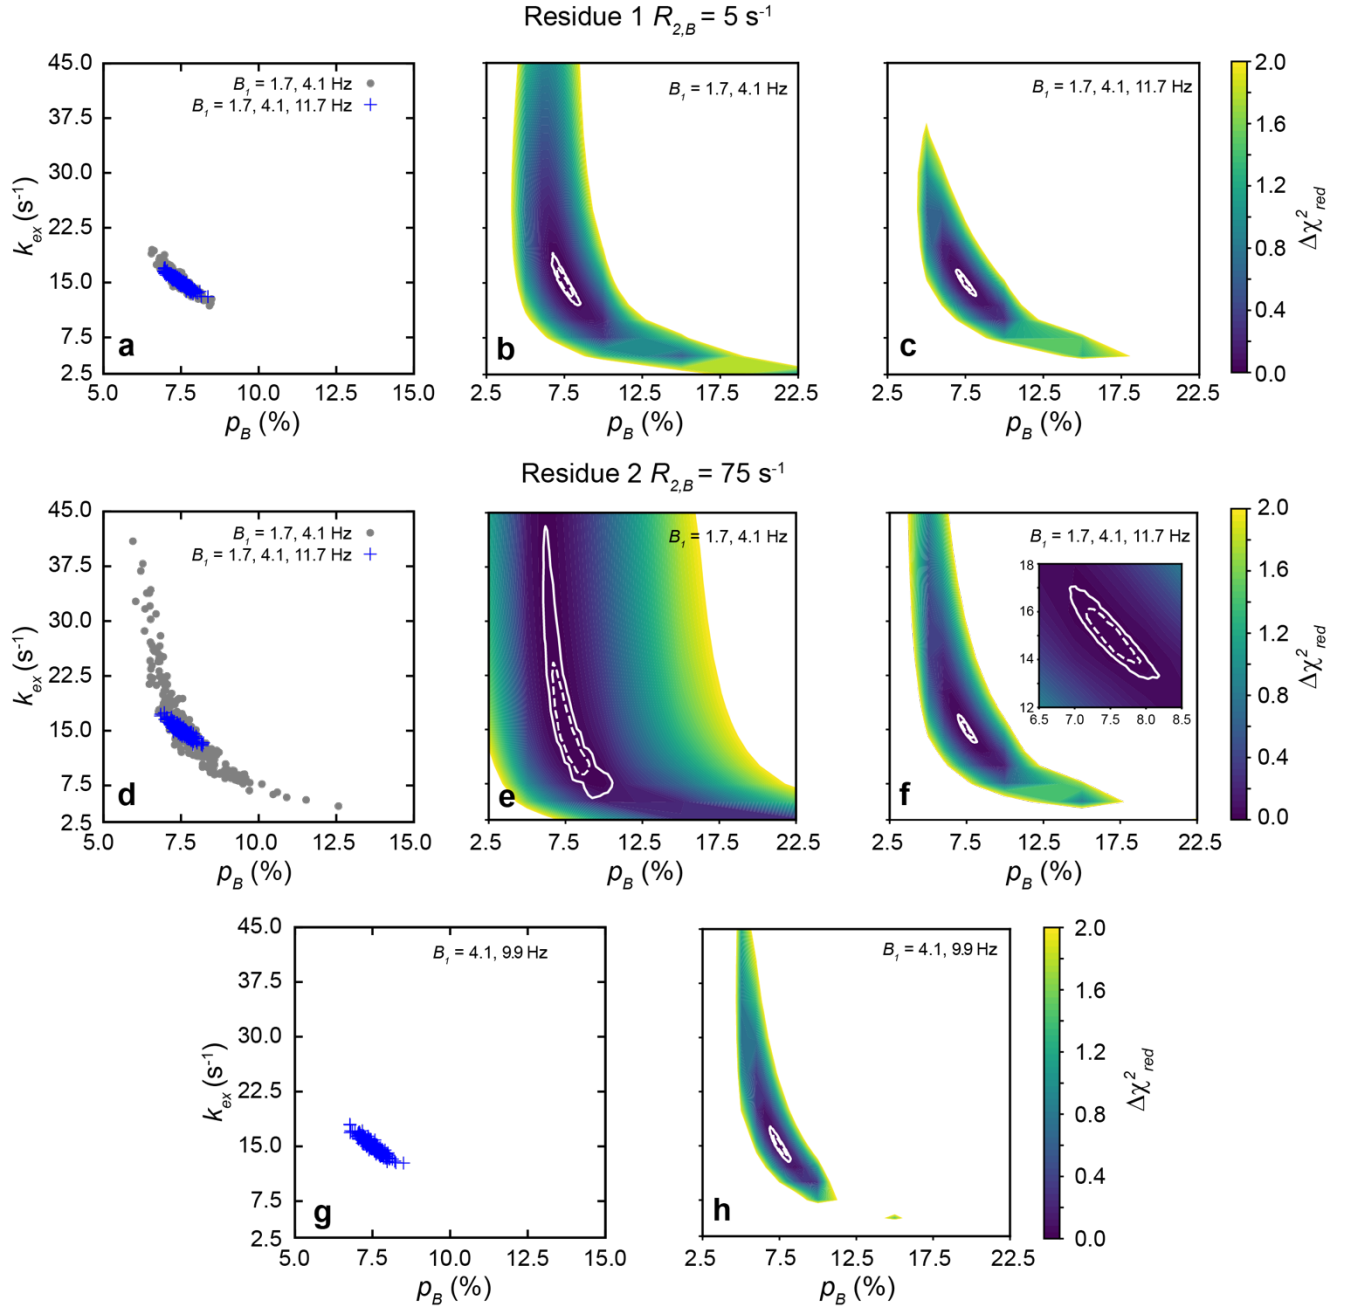 Residue 1 R2,B = 5 s-1
45.0
37.5
30.0
22.5
15.0
7.5
2.5
kex (s-1)
B1 = 1.7, 4.1 Hz
B1 = 1.7, 4.1, 11.7 Hz
a
5.0 7.5 10.0 12.5 15.0
pB (%)
B1 = 1.7, 4.1 Hz
b
2.5 7.5 12.5 17.5 22.5
pB (%)
B1 = 1.7, 4.1, 11.7 Hz
c
2.5 7.5 12.5 17.5 22.5
pB (%)
2.0
1.6
1.2
0.8
0.4
0.0
Δχ2red
Residue 2 R2,B = 75 s-1
45.0
37.5
30.0
22.5
15.0
7.5
2.5
kex (s-1)
B1 = 1.7, 4.1 Hz
B1 = 1.7, 4.1, 11.7 Hz
d
5.0 7.5 10.0 12.5 15.0
pB (%)
B1 = 1.7, 4.1 Hz
e
2.5 7.5 12.5 17.5 22.5
pB (%)
B1 = 1.7, 4.1, 11.7 Hz
18
16
14
12
6.5 7.0 7.5 8.0 8.5
f
2.5 7.5 12.5 17.5 22.5
pB (%)
2.0
1.6
1.2
0.8
0.4
0.0
Δχ2red
45.0
37.5
30.0
22.5
15.0
7.5
2.5
kex (s-1)
B1 = 4.1, 9.9 Hz
g
5.0 7.5 10.0 12.5 15.0
pB (%)
B1 = 4.1, 9.9 Hz
h
2.5 7.5 12.5 17.5 22.5
pB (%)
2.0
1.6
1.2
0.8
0.4
0.0
Δχ2red